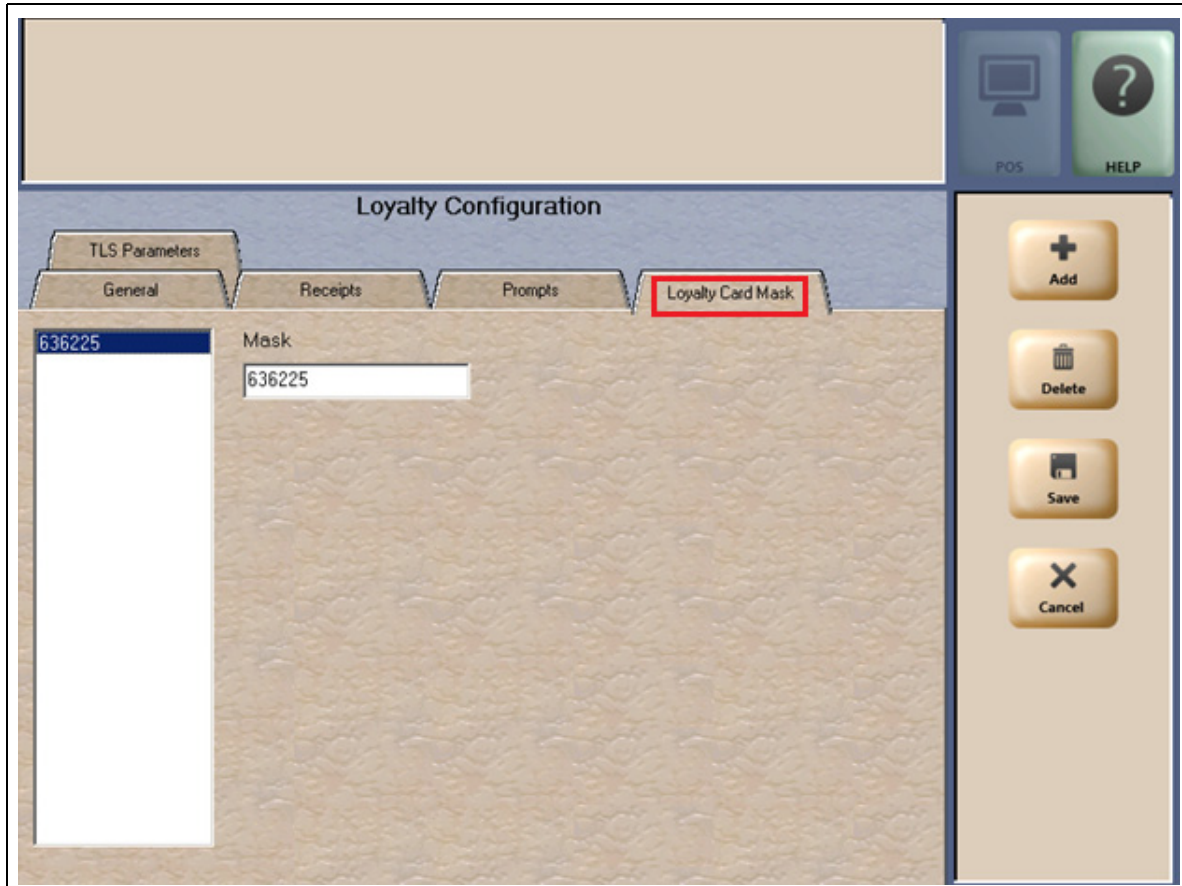 POS
HELP
Loyalty Configuration
TLS Parameters
General
Receipts
Prompts
Loyalty Card Mask
636225
Mask
636225
Add
Delete
Save
Cancel